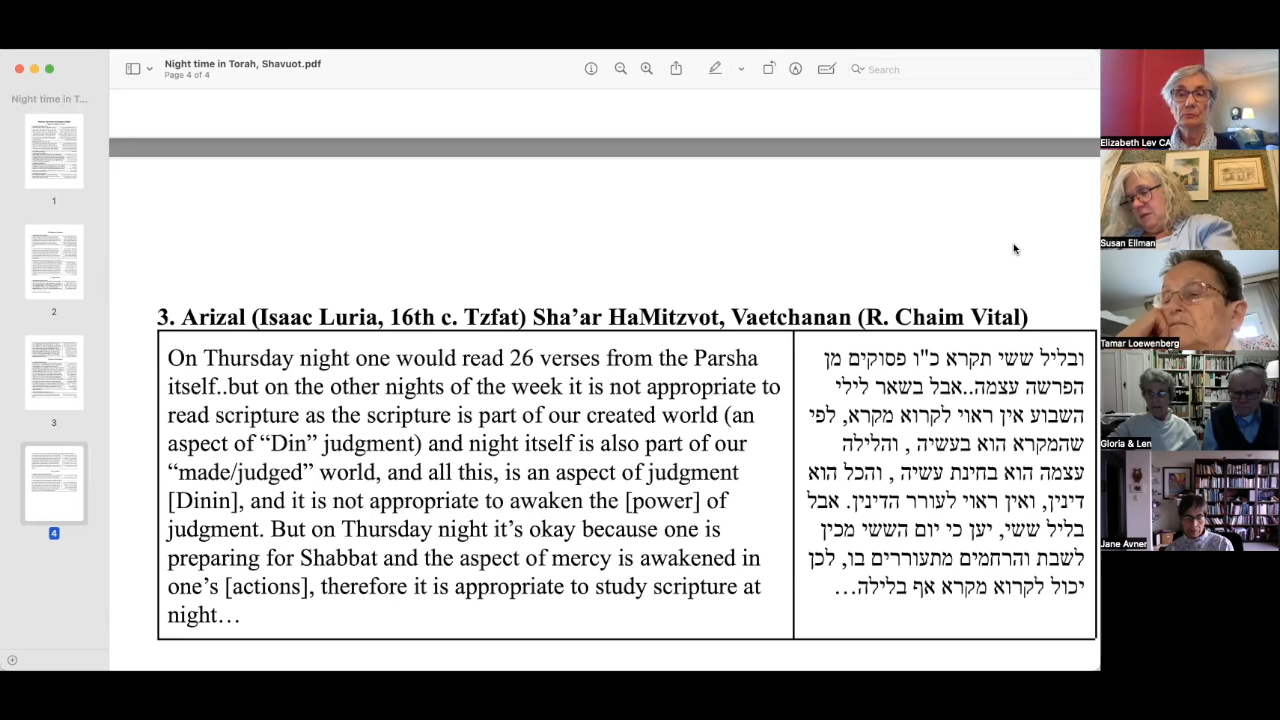 Night time in Torah, Shavuot.pdf
Page 4 of 4
Search
Night time in T...
1
2
3
4
3. Arizal (Isaac Luria, 16th c. Tzfat) Sha’ar HaMitzvot, Vaetchanan (R. Chaim Vital)
On Thursday night one would read 26 verses from the Parsha
itself..but on the other nights of the week it is not appropriate to
read scripture as the scripture is part of our created world (an
aspect of “Din” judgment) and night itself is also part of our
“made/judged” world, and all this, is an aspect of judgment
[Dinin], and it is not appropriate to awaken the [power] of
judgment. But on Thursday night it’s okay because one is
preparing for Shabbat and the aspect of mercy is awakened in
one’s [actions], therefore it is appropriate to study scripture at
night…
ובליל ששי תקרא כ"ו פסוקים מן
הפרשה עצמה..אבל בשאר לילי
השבוע אין ראוי לקרוא מקרא, לפי
שהמקרא הוא בעשיה , והלילה
עצמה הוא בחינת עשיה , והכל הוא
דינין, ואין ראוי לעורר הדינין. אבל
בליל ששי, יען כי יום הששי מכין
לשבת והרחמים מתעוררים בו, לכן
יכול לקרוא מקרא אף בלילה…
Elizabeth Lev CA
Susan Ellman
Tamar Loewenberg
Gloria & Len
Jane Avner